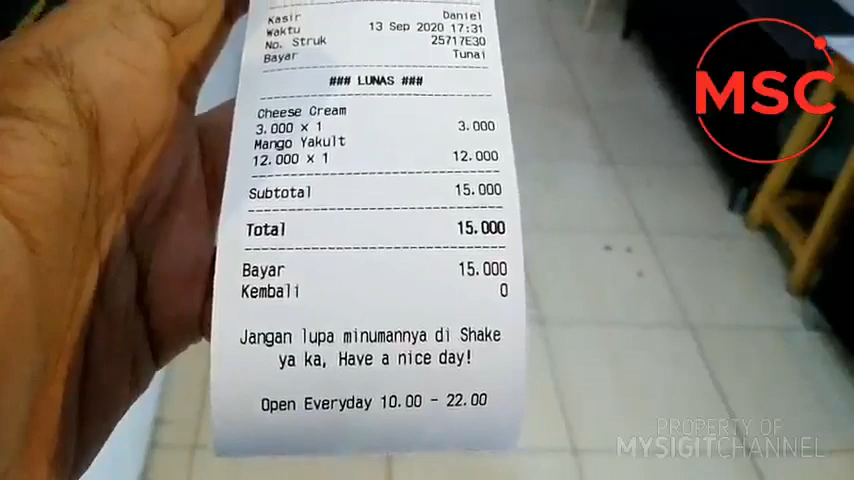 Kasir Daniel
Waktu 13 Sep 2020 17:31
No. Struk 25717E30
Bayar Tunai
### LUNAS ###
Cheese Cream
3.000 x 1 3.000
Mango Yakult
12.000 x 1 12.000
Subtotal 15.000
Total 15.000
Bayar 15.000
Kembali 0
Jangan lupa minumannya di Shake
ya ka, Have a nice day!
Open Everyday 10.00 - 22.00
MSC
PROPERTY OF
MYSIGITCHANNEL